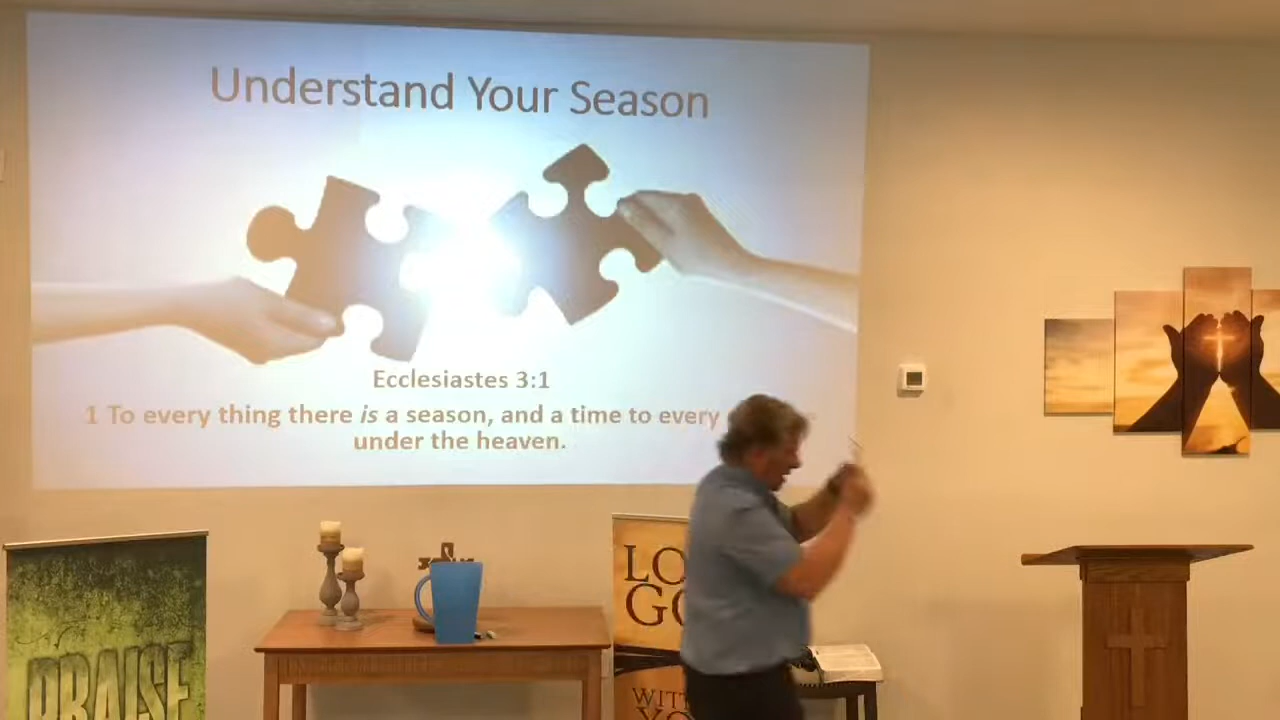 Understand Your Season
Ecclesiastes 3:1
1 To every thing there is a season, and a time to every
under the heaven.
PRAISE
LO
GO
WIT
YO